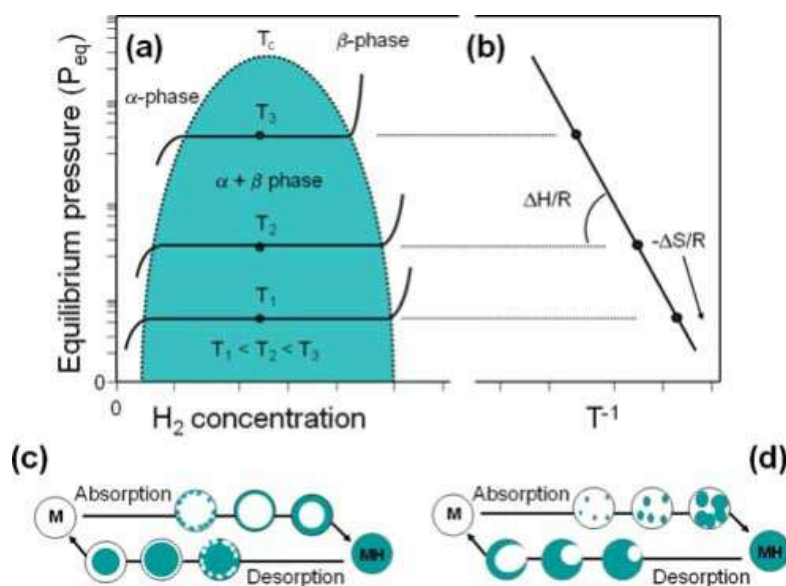 (a)
T꜀
β-phase
(b)
α-phase
T₃
α + β phase
ΔH/R
T₂
-ΔS/R
T₁
T₁ < T₂ < T₃
Equilibrium pressure (P_eq)
0
0
H₂ concentration
T⁻¹
(c)
(d)
M
Absorption
MH
Desorption
M
Absorption
MH
Desorption